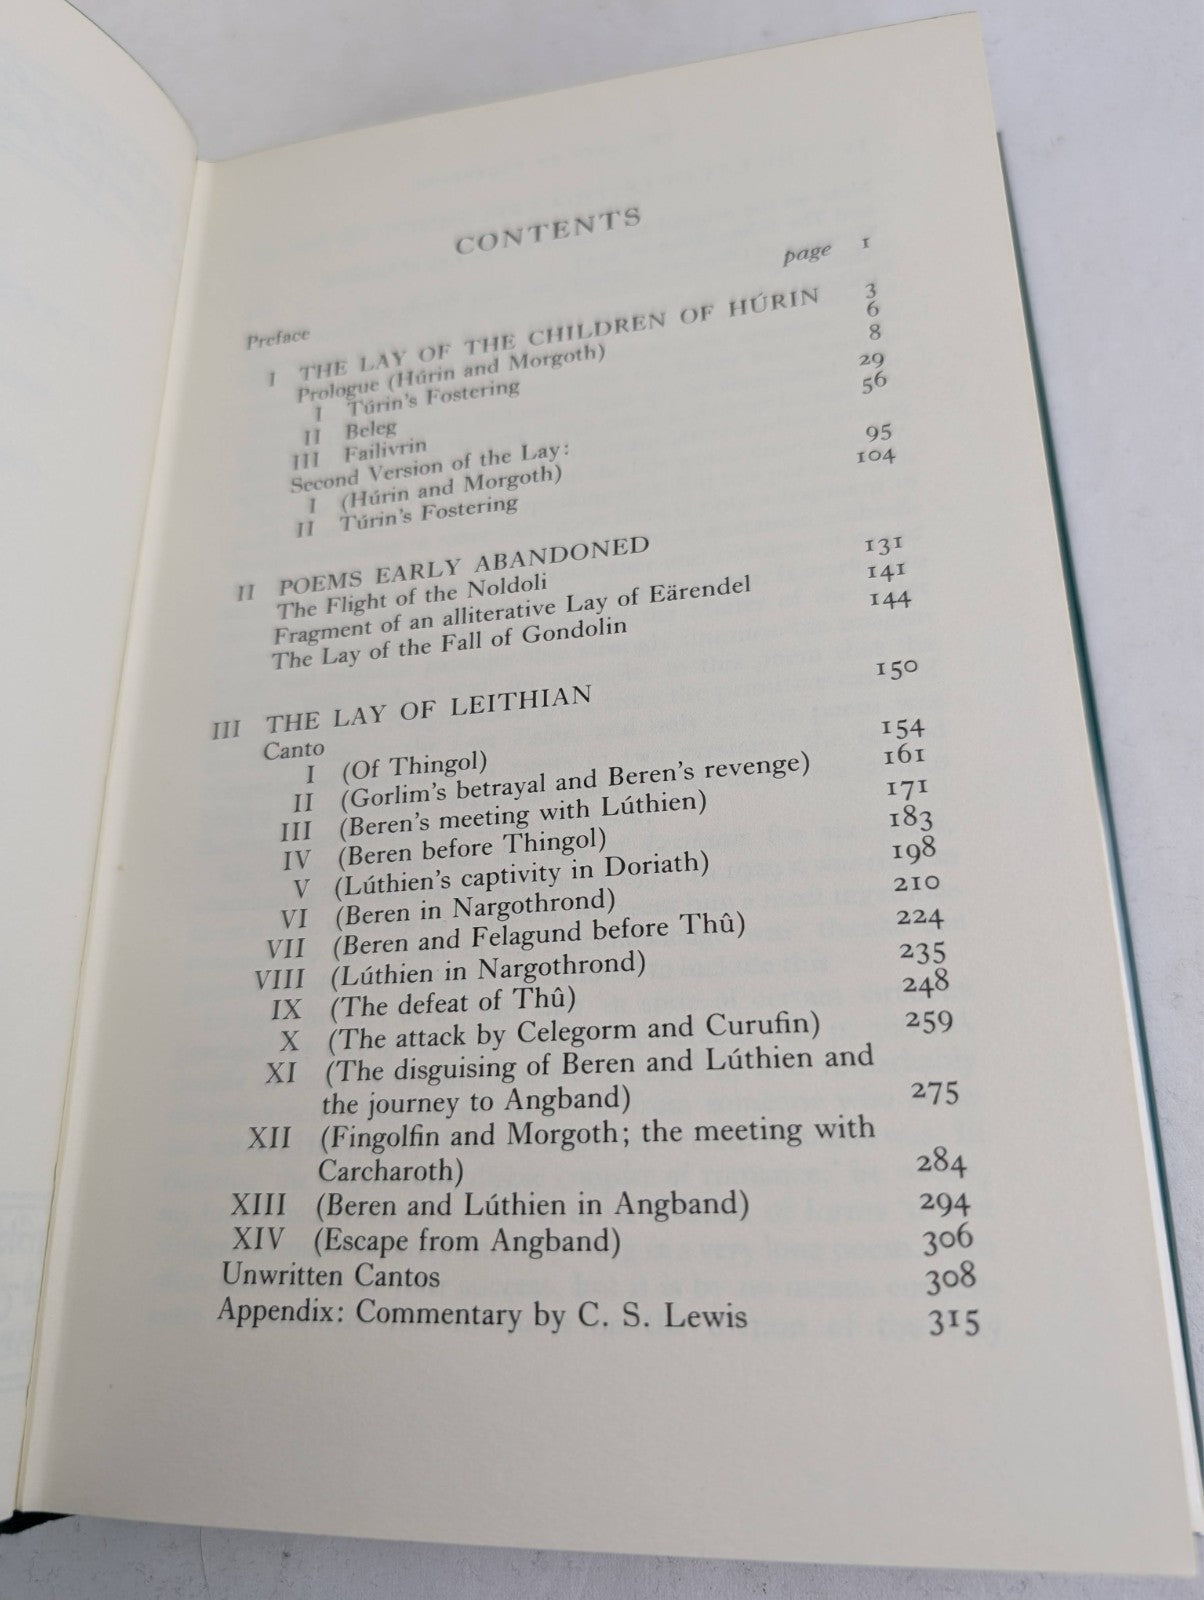 CONTENTS
Preface page 1
I THE LAY OF THE CHILDREN OF HÚRIN 3
Prologue (Húrin and Morgoth) 6
I Túrin's Fostering 8
II Beleg 29
III Failivrin 56
Second Version of the Lay:
I (Húrin and Morgoth) 95
II Túrin's Fostering 104
II POEMS EARLY ABANDONED
The Flight of the Noldoli 131
Fragment of an alliterative Lay of Eärendel 141
The Lay of the Fall of Gondolin 144
III THE LAY OF LEITHIAN 150
Canto
I (Of Thingol) 154
II (Gorlim's betrayal and Beren's revenge) 161
III (Beren's meeting with Lúthien) 171
IV (Beren before Thingol) 183
V (Lúthien's captivity in Doriath) 198
VI (Beren in Nargothrond) 210
VII (Beren and Felagund before Thû) 224
VIII (Lúthien in Nargothrond) 235
IX (The defeat of Thû) 248
X (The attack by Celegorm and Curufin) 259
XI (The disguising of Beren and Lúthien and
the journey to Angband) 275
XII (Fingolfin and Morgoth; the meeting with
Carcharoth) 284
XIII (Beren and Lúthien in Angband) 294
XIV (Escape from Angband) 306
Unwritten Cantos 308
Appendix: Commentary by C. S. Lewis 315